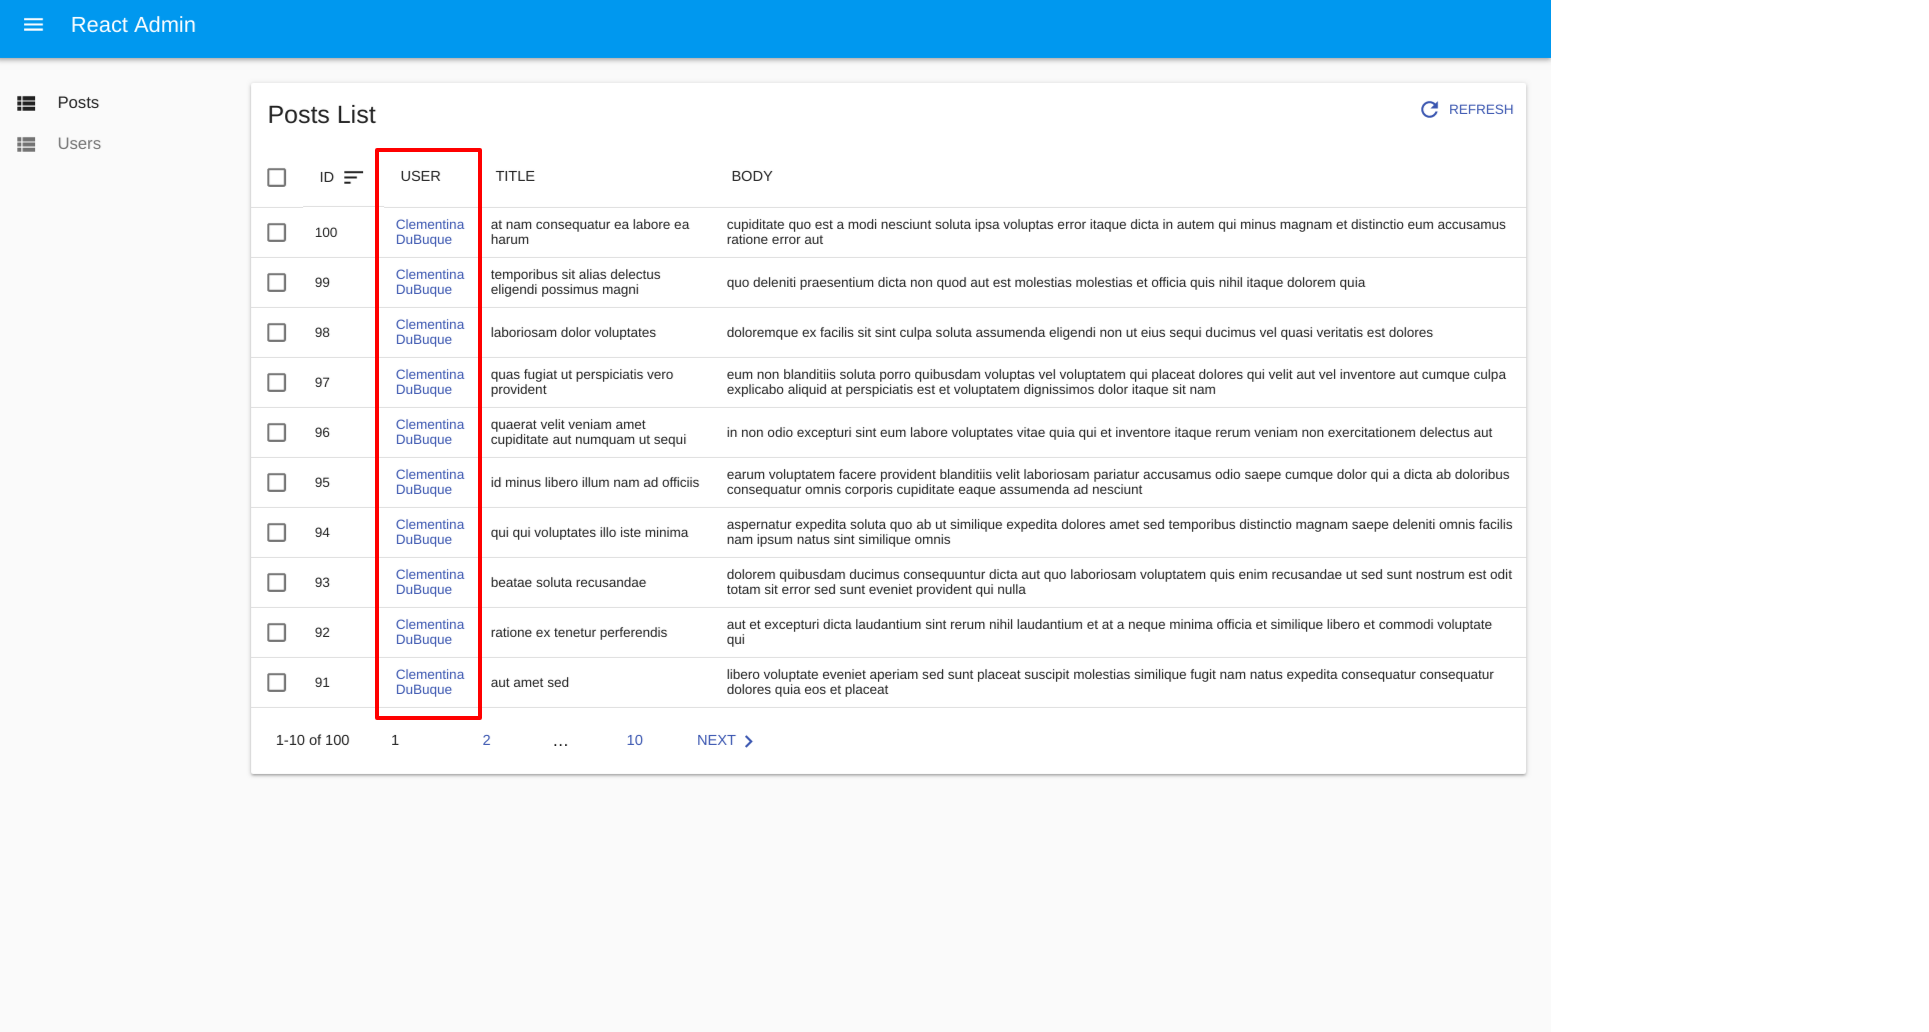 React Admin
Posts
Users
Posts List
REFRESH
ID USER TITLE BODY
100 Clementina DuBuque at nam consequatur ea labore ea harum cupiditate quo est a modi nesciunt soluta ipsa voluptas error itaque dicta in autem qui minus magnam et distinctio eum accusamus ratione error aut
99 Clementina DuBuque temporibus sit alias delectus eligendi possimus magni quo deleniti praesentium dicta non quod aut est molestias molestias et officia quis nihil itaque dolorem quia
98 Clementina DuBuque laboriosam dolor voluptates doloremque ex facilis sit sint culpa soluta assumenda eligendi non ut eius sequi ducimus vel quasi veritatis est dolores
97 Clementina DuBuque quas fugiat ut perspiciatis vero provident eum non blanditiis soluta porro quibusdam voluptas vel voluptatem qui placeat dolores qui velit aut vel inventore aut cumque culpa explicabo aliquid at perspiciatis est et voluptatem dignissimos dolor itaque sit nam
96 Clementina DuBuque quaerat velit veniam amet cupiditate aut numquam ut sequi in non odio excepturi sint eum labore voluptates vitae quia qui et inventore itaque rerum veniam non exercitationem delectus aut
95 Clementina DuBuque id minus libero illum nam ad officiis earum voluptatem facere provident blanditiis velit laboriosam pariatur accusamus odio saepe cumque dolor qui a dicta ab doloribus consequatur omnis corporis cupiditate eaque assumenda ad nesciunt
94 Clementina DuBuque qui qui voluptates illo iste minima aspernatur expedita soluta quo ab ut similique expedita dolores amet sed temporibus distinctio magnam saepe deleniti omnis facilis nam ipsum natus sint similique omnis
93 Clementina DuBuque beatae soluta recusandae dolorem quibusdam ducimus consequuntur dicta aut quo laboriosam voluptatem quis enim recusandae ut sed sunt nostrum est odit totam sit error sed sunt eveniet provident qui nulla
92 Clementina DuBuque ratione ex tenetur perferendis aut et excepturi dicta laudantium sint rerum nihil laudantium et at a neque minima officia et similique libero et commodi voluptate qui
91 Clementina DuBuque aut amet sed libero voluptate eveniet aperiam sed sunt placeat suscipit molestias similique fugit nam natus expedita consequatur consequatur dolores quia eos et placeat
1-10 of 100 1 2 ... 10 NEXT